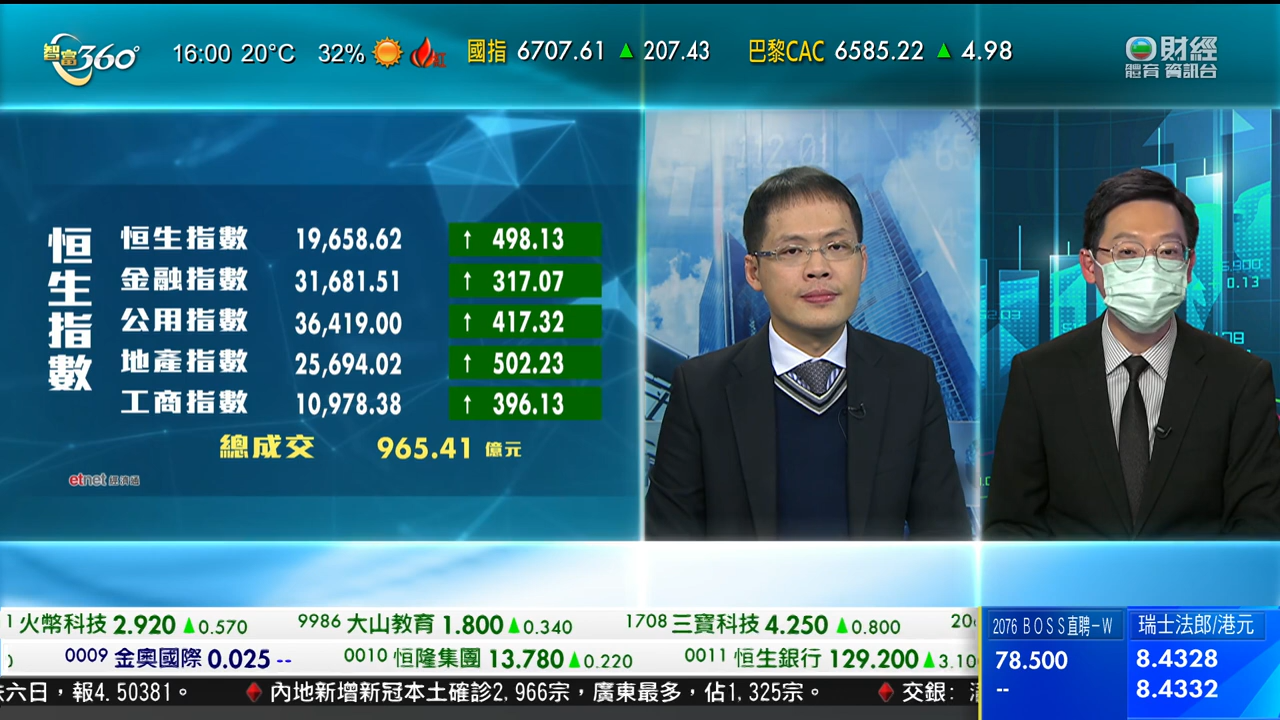 智富360°
16:00 20°C 32% 紅 國指 6707.61 ▲ 207.43 巴黎CAC 6585.22 ▲ 4.98
財經
體育 資訊台
恒生指數
恒生指數 19,658.62 ↑ 498.13
金融指數 31,681.51 ↑ 317.07
公用指數 36,419.00 ↑ 417.32
地產指數 25,694.02 ↑ 502.23
工商指數 10,978.38 ↑ 396.13
總成交 965.41 億元
etnet 經濟通
1 火幣科技 2.920 ▲0.570 9986 大山教育 1.800 ▲0.340 1708 三寶科技 4.250 ▲0.800
0009 金奧國際 0.025 -- 0010 恒隆集團 13.780 ▲0.220 0011 恒生銀行 129.200 ▲3.10
六日，報4.50381。 ◆ 內地新增新冠本土確診2,966宗，廣東最多，佔1,325宗。 ◆ 交銀：
2076 BOSS直聘－W
78.500
--
瑞士法郎/港元
8.4328
8.4332